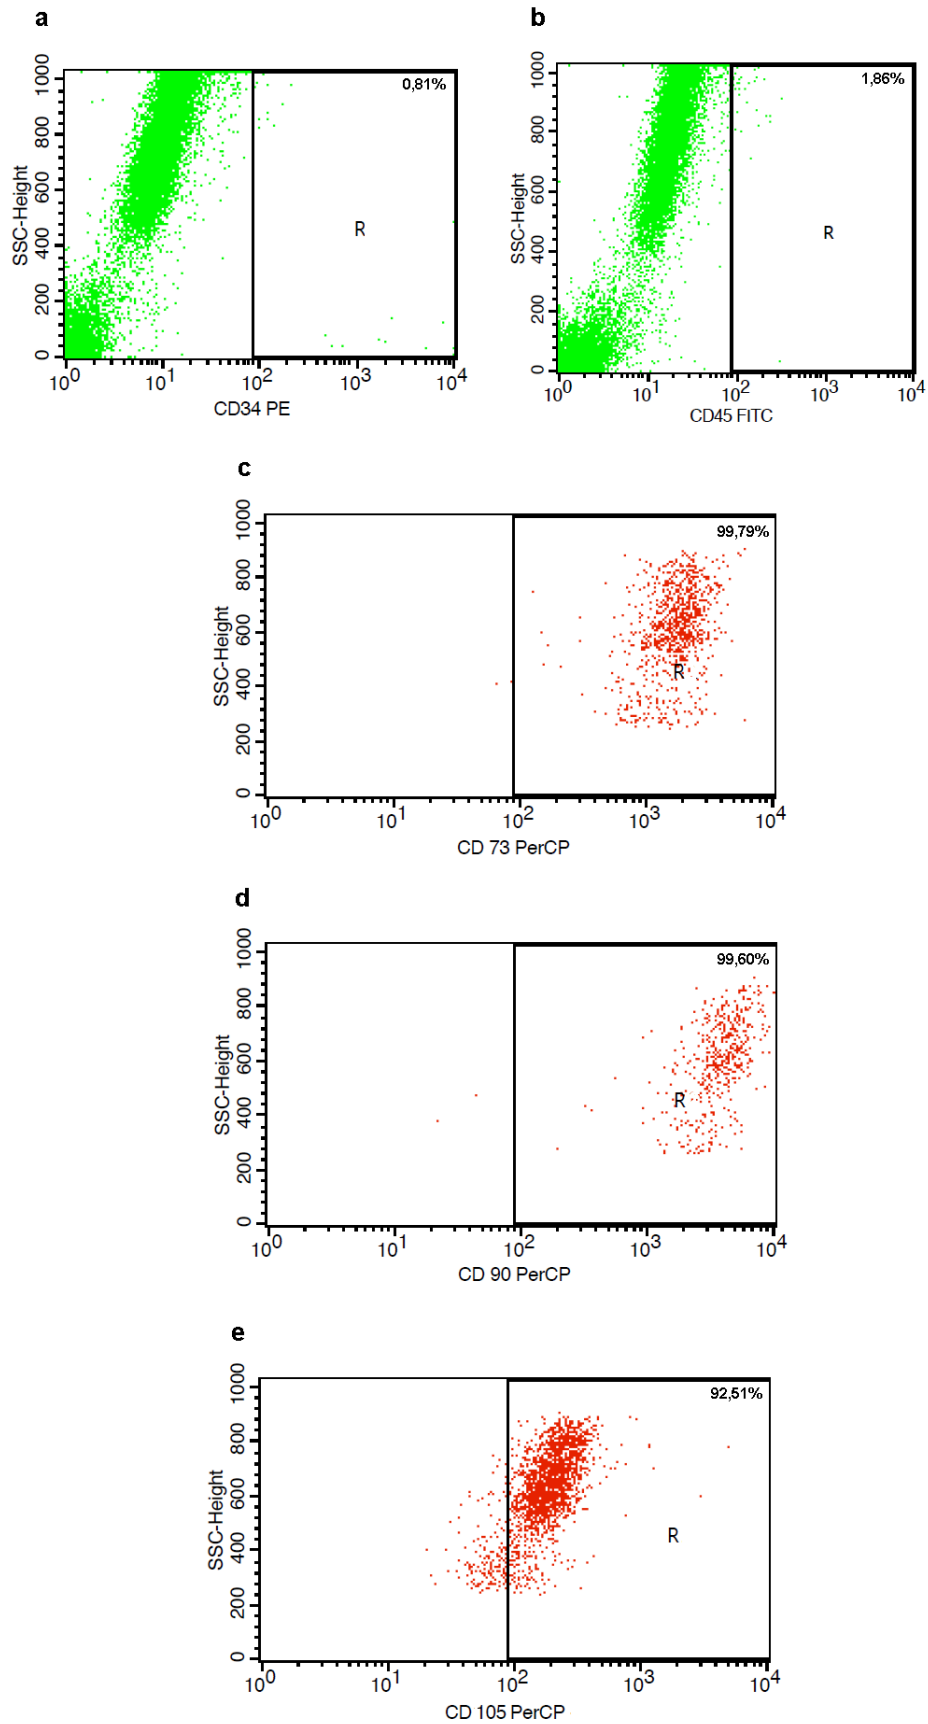 a
0,81%
1000
800
600
400
200
0
SSC-Height
R
10^0 10^1 10^2 10^3 10^4
CD34 PE
b
1,86%
1000
800
600
400
200
0
SSC-Height
R
10^0 10^1 10^2 10^3 10^4
CD45 FITC
c
99,79%
1000
800
600
400
200
0
SSC-Height
R
10^0 10^1 10^2 10^3 10^4
CD 73 PerCP
d
99,60%
1000
800
600
400
200
0
SSC-Height
R
10^0 10^1 10^2 10^3 10^4
CD 90 PerCP
e
92,51%
1000
800
600
400
200
0
SSC-Height
R
10^0 10^1 10^2 10^3 10^4
CD 105 PerCP